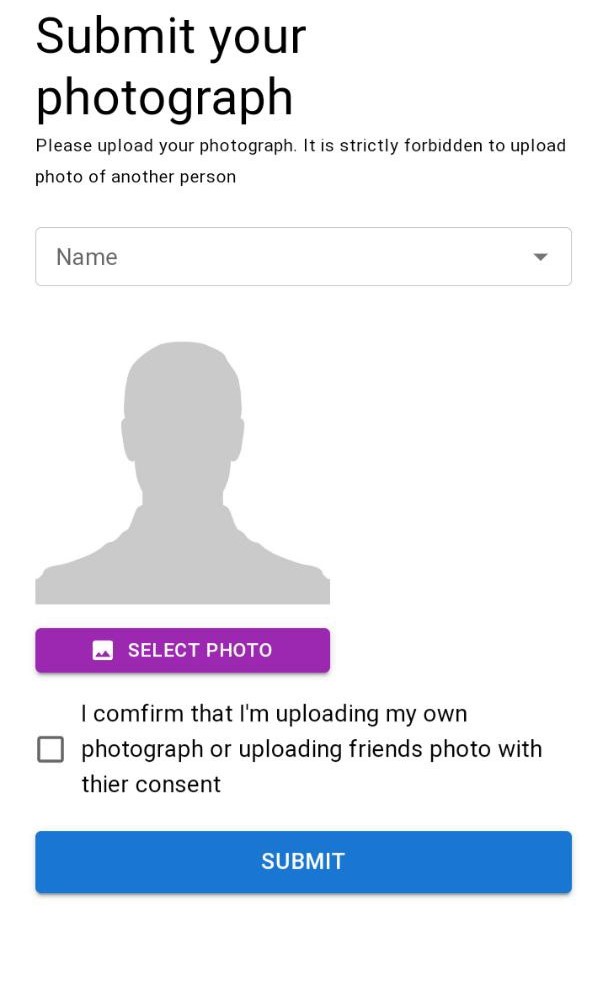 Submit your
photograph
Please upload your photograph. It is strictly forbidden to upload
photo of another person
Name
SELECT PHOTO
I comfirm that I'm uploading my own
photograph or uploading friends photo with
thier consent
SUBMIT